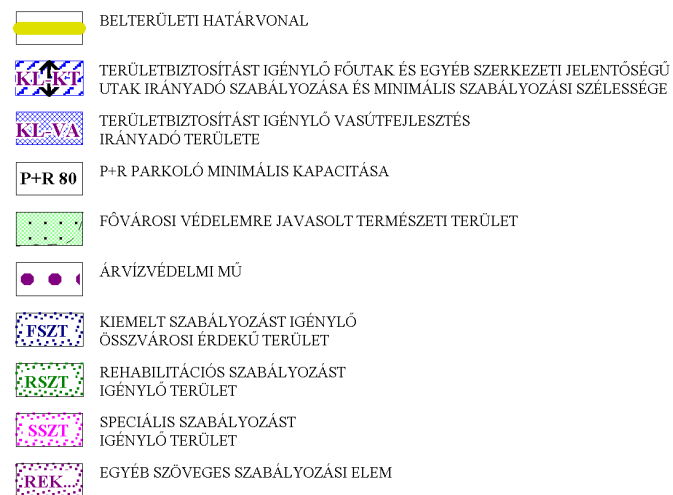 BELTERÜLETI HATÁRVONAL
KL-KT
TERÜLETBIZTOSÍTÁST IGÉNYLŐ FŐUTAK ÉS EGYÉB SZERKEZETI JELENTŐSÉGŰ
UTAK IRÁNYADÓ SZABÁLYOZÁSA ÉS MINIMÁLIS SZABÁLYOZÁSI SZÉLESSÉGE
KL-VA
TERÜLETBIZTOSÍTÁST IGÉNYLŐ VASÚTFEJLESZTÉS
IRÁNYADÓ TERÜLETE
P+R 80
P+R PARKOLÓ MINIMÁLIS KAPACITÁSA
FÔVÁROSI VÉDELEMRE JAVASOLT TERMÉSZETI TERÜLET
ÁRVÍZVÉDELMI MŰ
FSZT
KIEMELT SZABÁLYOZÁST IGÉNYLŐ
ÖSSZVÁROSI ÉRDEKŰ TERÜLET
RSZT
REHABILITÁCIÓS SZABÁLYOZÁST
IGÉNYLŐ TERÜLET
SSZT
SPECIÁLIS SZABÁLYOZÁST
IGÉNYLŐ TERÜLET
REK...
EGYÉB SZÖVEGES SZABÁLYOZÁSI ELEM